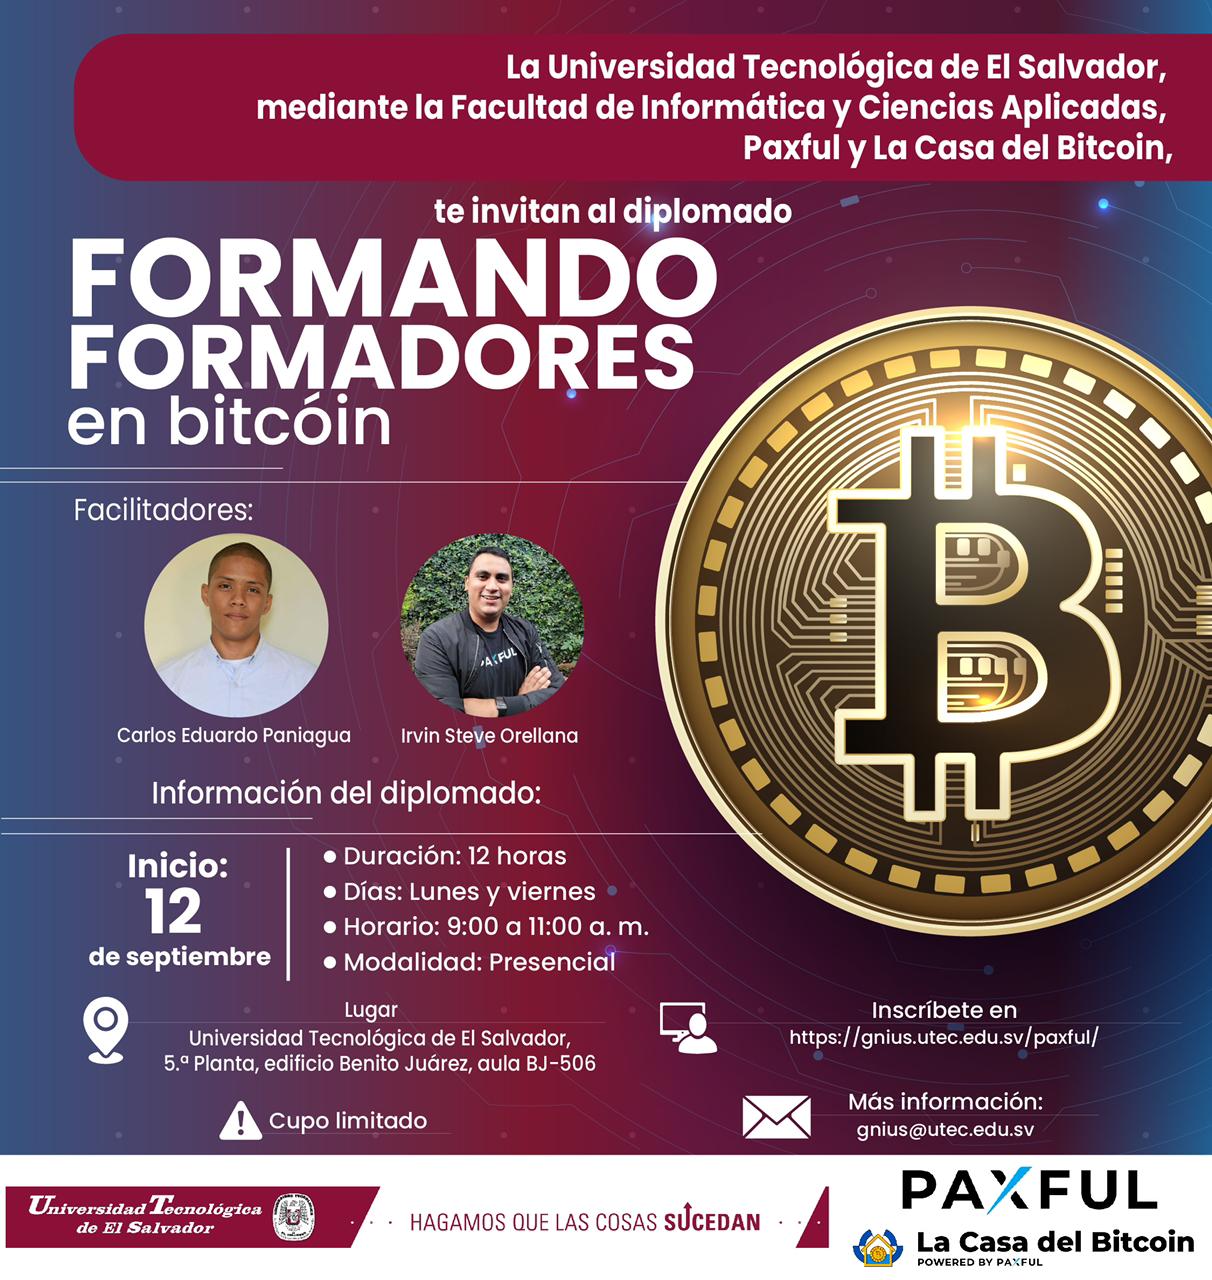 La Universidad Tecnológica de El Salvador,
mediante la Facultad de Informática y Ciencias Aplicadas,
Paxful y La Casa del Bitcoin,
te invitan al diplomado
FORMANDO
FORMADORES
en bitcóin
Facilitadores:
PAXFUL
Carlos Eduardo Paniagua
Irvin Steve Orellana
Información del diplomado:
Inicio:
12
de septiembre
● Duración: 12 horas
● Días: Lunes y viernes
● Horario: 9:00 a 11:00 a. m.
● Modalidad: Presencial
Lugar
Universidad Tecnológica de El Salvador,
5.ª Planta, edificio Benito Juárez, aula BJ-506
Cupo limitado
Inscríbete en
https://gnius.utec.edu.sv/paxful/
Más información:
gnius@utec.edu.sv
Universidad Tecnológica
de El Salvador
HAGAMOS QUE LAS COSAS SUCEDAN
PAXFUL
La Casa del Bitcoin
POWERED BY PAXFUL